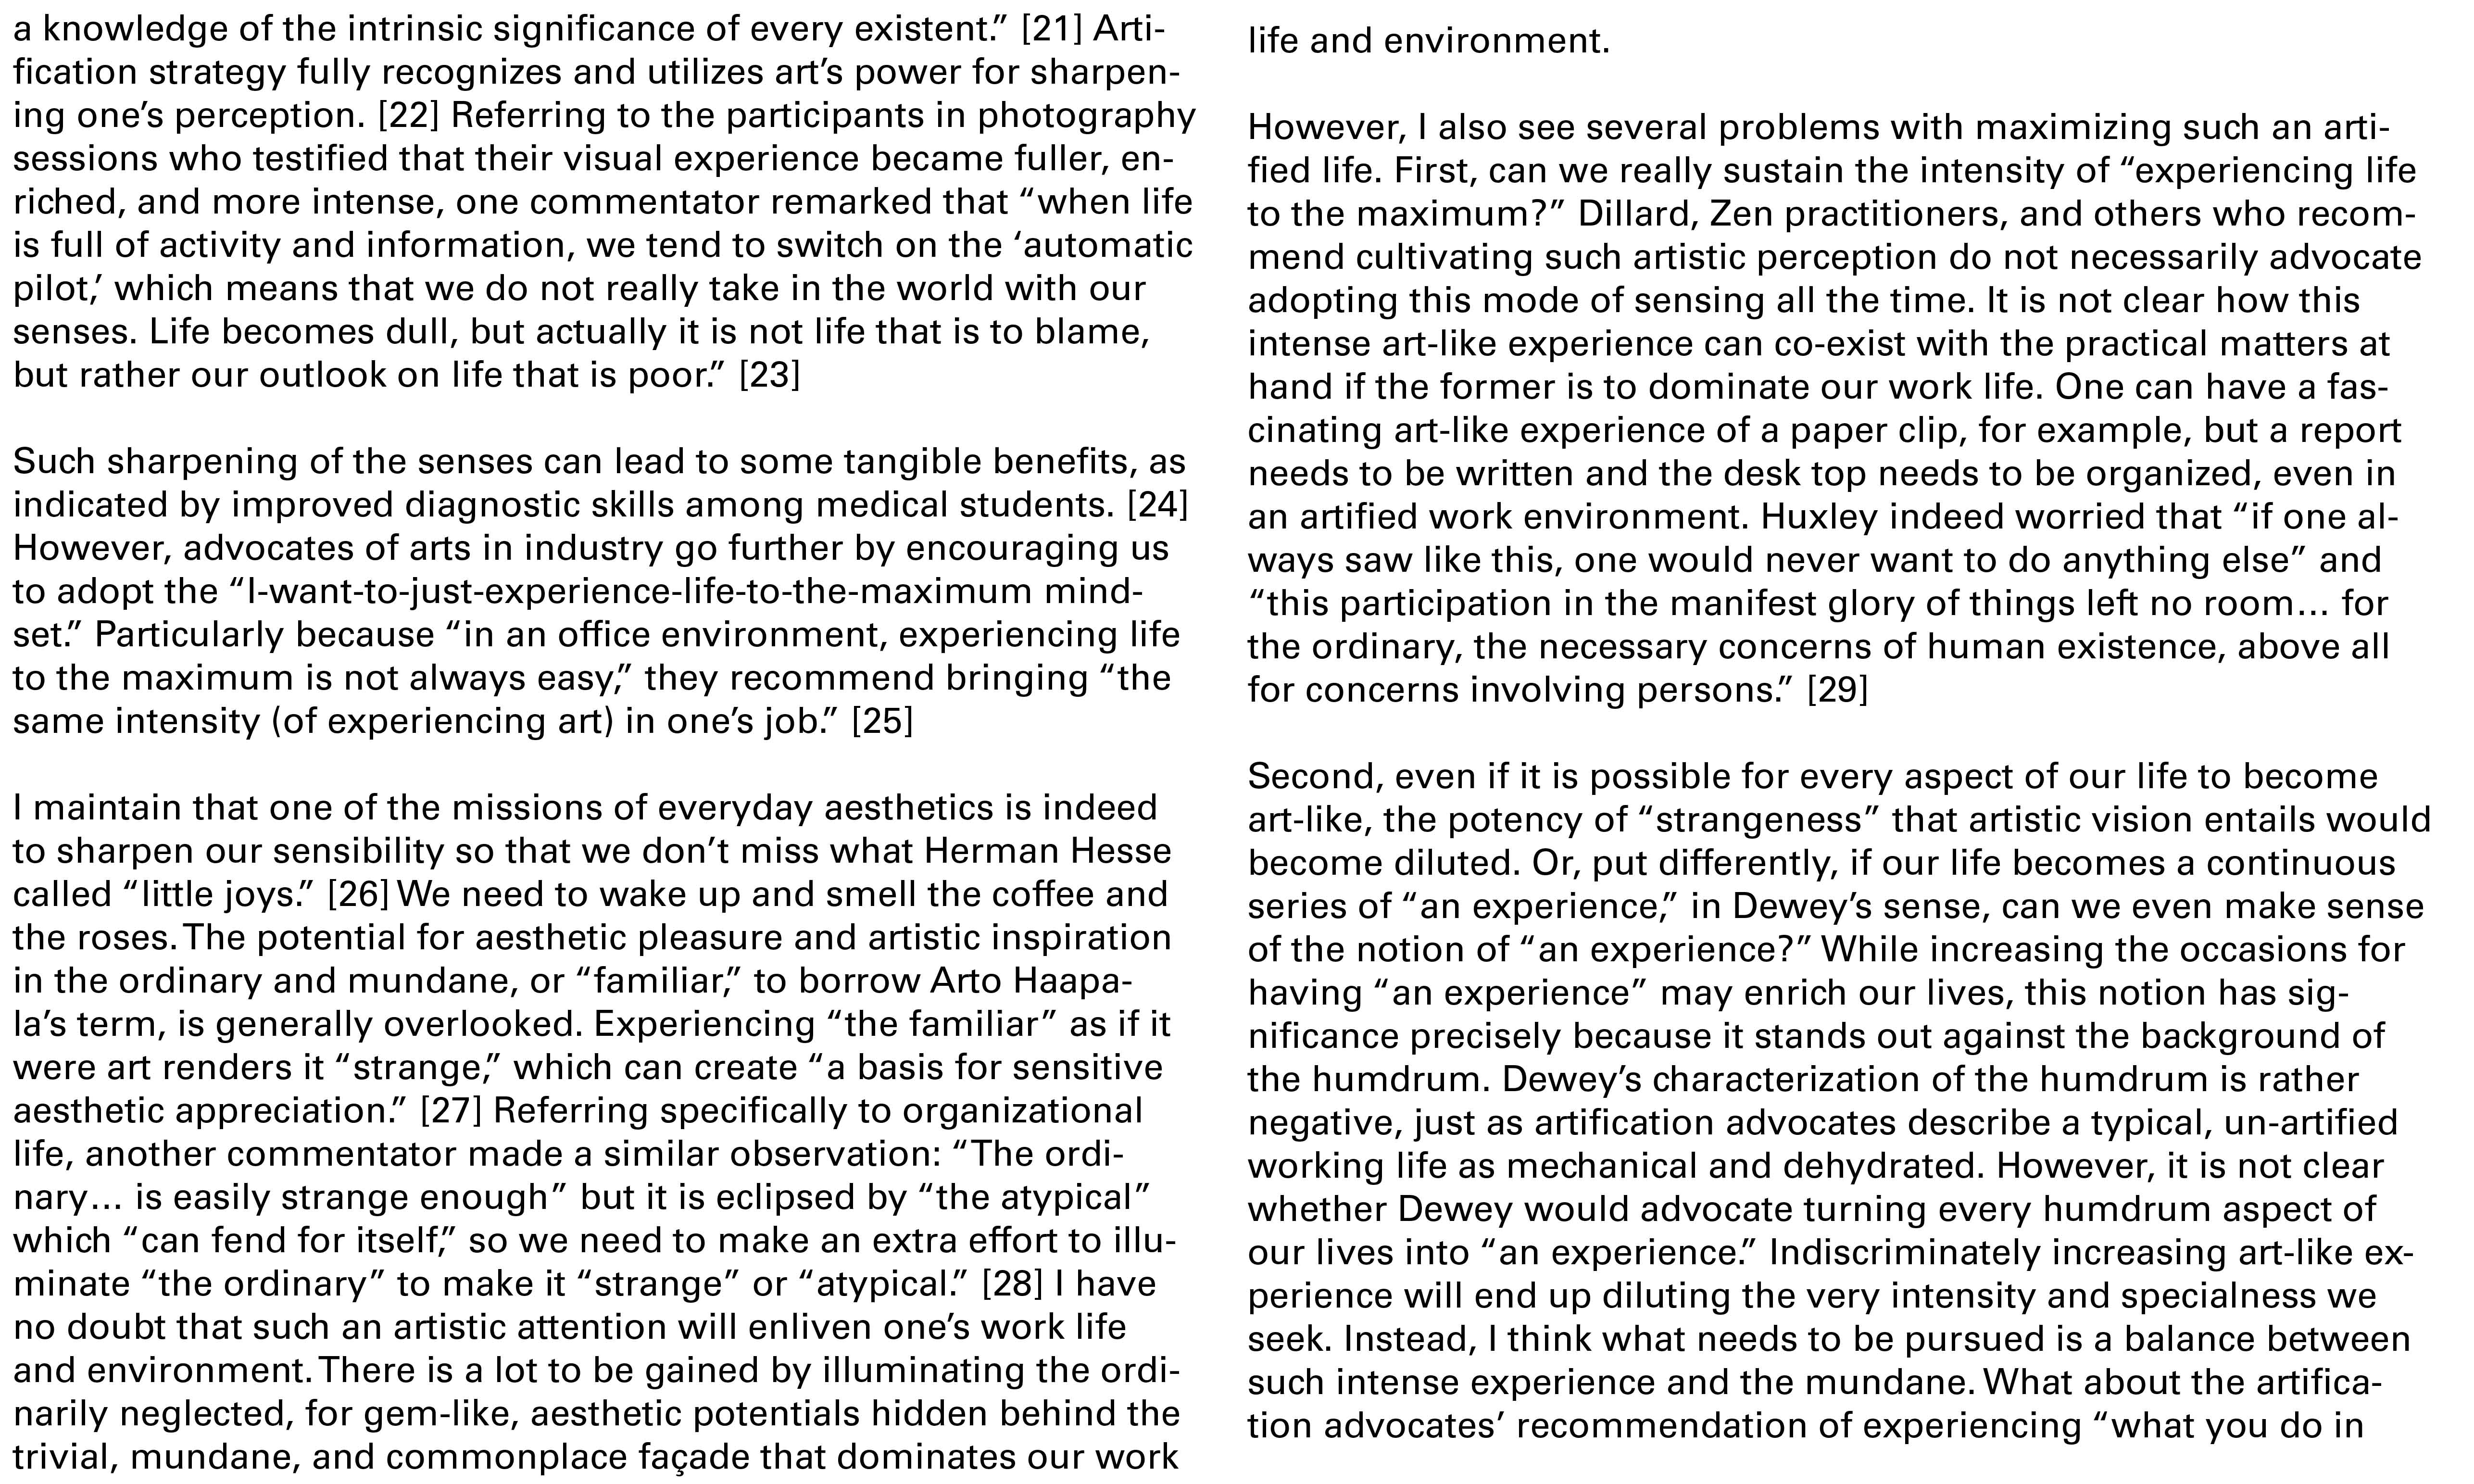 a knowledge of the intrinsic significance of every existent.” [21] Arti-
fication strategy fully recognizes and utilizes art’s power for sharpen-
ing one’s perception. [22] Referring to the participants in photography
sessions who testified that their visual experience became fuller, en-
riched, and more intense, one commentator remarked that “when life
is full of activity and information, we tend to switch on the ‘automatic
pilot,’ which means that we do not really take in the world with our
senses. Life becomes dull, but actually it is not life that is to blame,
but rather our outlook on life that is poor.” [23]

Such sharpening of the senses can lead to some tangible benefits, as
indicated by improved diagnostic skills among medical students. [24]
However, advocates of arts in industry go further by encouraging us
to adopt the “I-want-to-just-experience-life-to-the-maximum mind-
set.” Particularly because “in an office environment, experiencing life
to the maximum is not always easy,” they recommend bringing “the
same intensity (of experiencing art) in one’s job.” [25]

I maintain that one of the missions of everyday aesthetics is indeed
to sharpen our sensibility so that we don’t miss what Herman Hesse
called “little joys.” [26] We need to wake up and smell the coffee and
the roses. The potential for aesthetic pleasure and artistic inspiration
in the ordinary and mundane, or “familiar,” to borrow Arto Haapa-
la’s term, is generally overlooked. Experiencing “the familiar” as if it
were art renders it “strange,” which can create “a basis for sensitive
aesthetic appreciation.” [27] Referring specifically to organizational
life, another commentator made a similar observation: “The ordi-
nary... is easily strange enough” but it is eclipsed by “the atypical”
which “can fend for itself,” so we need to make an extra effort to illu-
minate “the ordinary” to make it “strange” or “atypical.” [28] I have
no doubt that such an artistic attention will enliven one’s work life
and environment. There is a lot to be gained by illuminating the ordi-
narily neglected, for gem-like, aesthetic potentials hidden behind the
trivial, mundane, and commonplace façade that dominates our work
life and environment.

However, I also see several problems with maximizing such an arti-
fied life. First, can we really sustain the intensity of “experiencing life
to the maximum?” Dillard, Zen practitioners, and others who recom-
mend cultivating such artistic perception do not necessarily advocate
adopting this mode of sensing all the time. It is not clear how this
intense art-like experience can co-exist with the practical matters at
hand if the former is to dominate our work life. One can have a fas-
cinating art-like experience of a paper clip, for example, but a report
needs to be written and the desk top needs to be organized, even in
an artified work environment. Huxley indeed worried that “if one al-
ways saw like this, one would never want to do anything else” and
“this participation in the manifest glory of things left no room... for
the ordinary, the necessary concerns of human existence, above all
for concerns involving persons.” [29]

Second, even if it is possible for every aspect of our life to become
art-like, the potency of “strangeness” that artistic vision entails would
become diluted. Or, put differently, if our life becomes a continuous
series of “an experience,” in Dewey’s sense, can we even make sense
of the notion of “an experience?” While increasing the occasions for
having “an experience” may enrich our lives, this notion has sig-
nificance precisely because it stands out against the background of
the humdrum. Dewey’s characterization of the humdrum is rather
negative, just as artification advocates describe a typical, un-artified
working life as mechanical and dehydrated. However, it is not clear
whether Dewey would advocate turning every humdrum aspect of
our lives into “an experience.” Indiscriminately increasing art-like ex-
perience will end up diluting the very intensity and specialness we
seek. Instead, I think what needs to be pursued is a balance between
such intense experience and the mundane. What about the artifica-
tion advocates’ recommendation of experiencing “what you do in